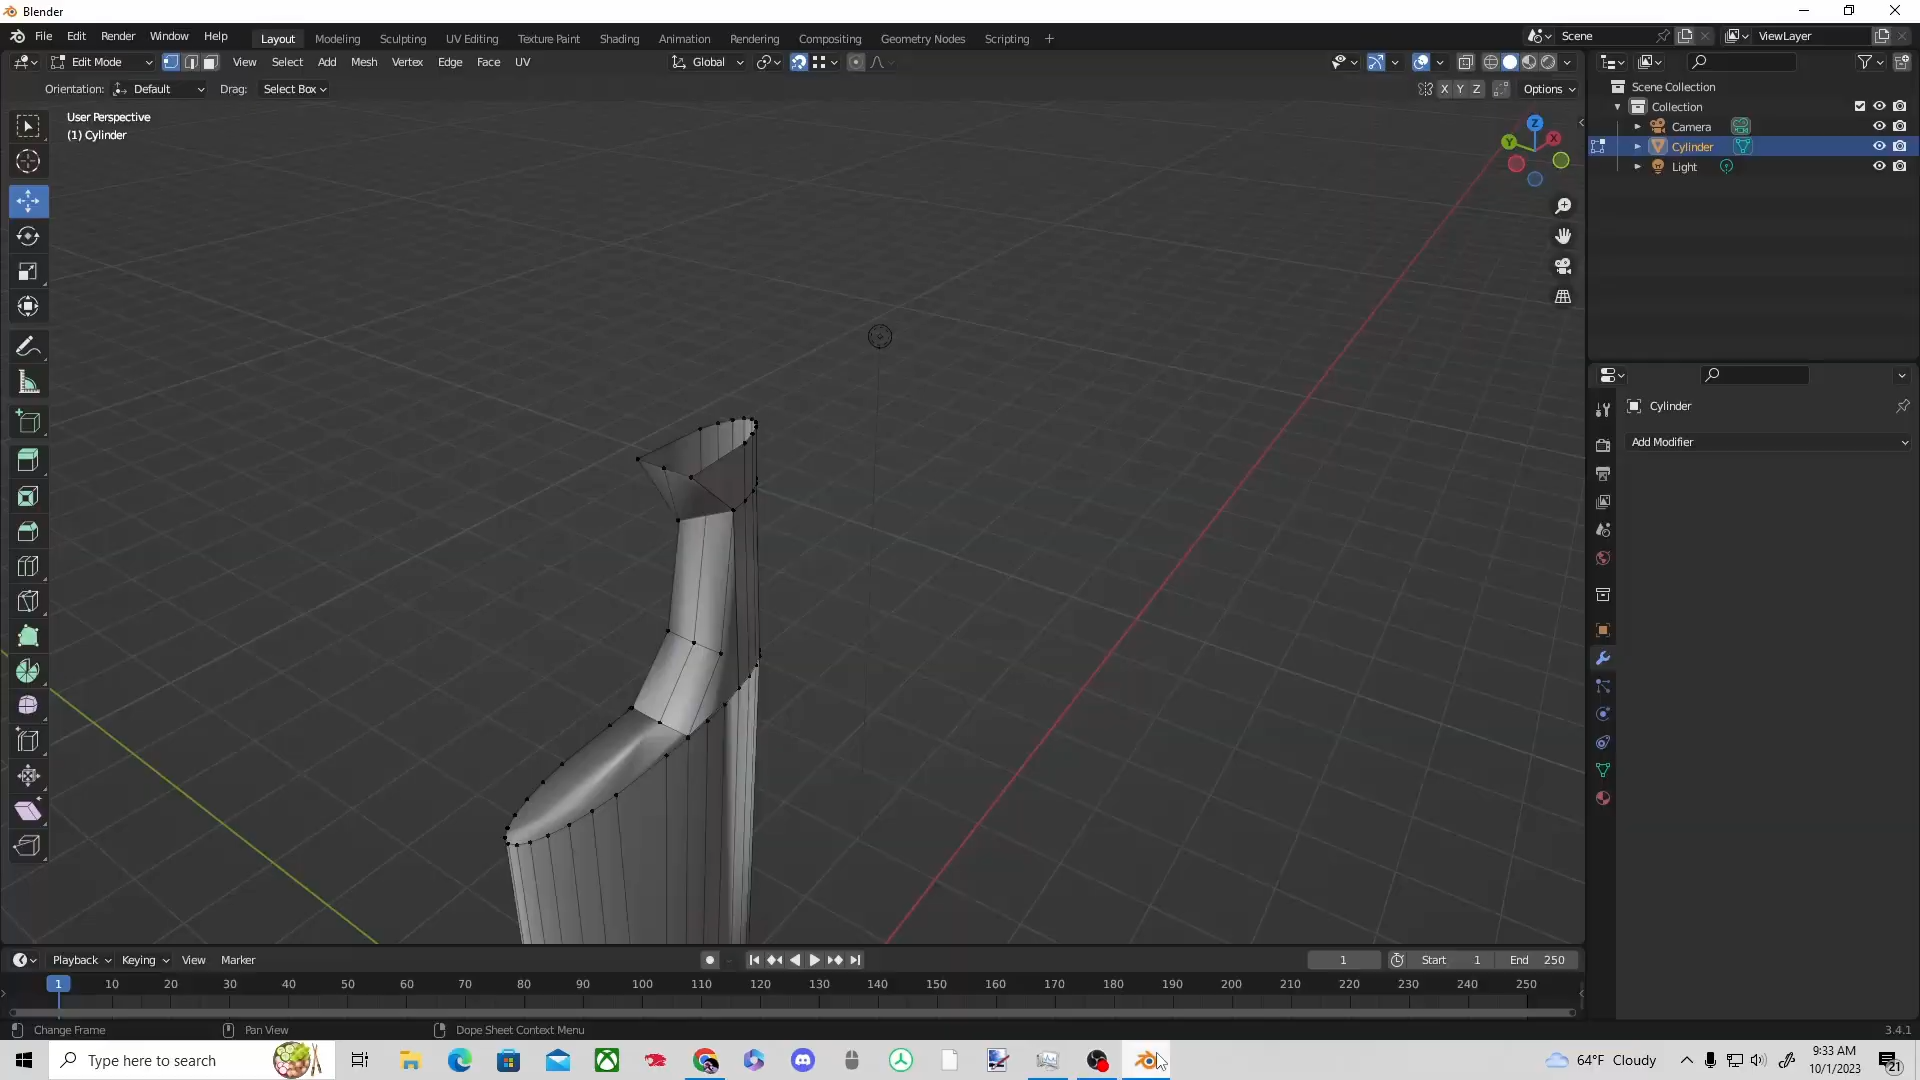 Blender
File Edit Render Window Help Layout Modeling Sculpting UV Editing Texture Paint Shading Animation Rendering Compositing Geometry Nodes Scripting + Scene ViewLayer
Edit Mode View Select Add Mesh Vertex Edge Face UV Global
Orientation: Default Drag: Select Box X Y Z Options
User Perspective
(1) Cylinder
Z
X
Y
Scene Collection
Collection
Camera
Cylinder
Light
Cylinder
Add Modifier
Playback Keying View Marker 1 Start 1 End 250
1 10 20 30 40 50 60 70 80 90 100 110 120 130 140 150 160 170 180 190 200 210 220 230 240 250
Change Frame Pan View Dope Sheet Context Menu 3.4.1
Type here to search 64°F Cloudy 9:33 AM
10/1/2023
21